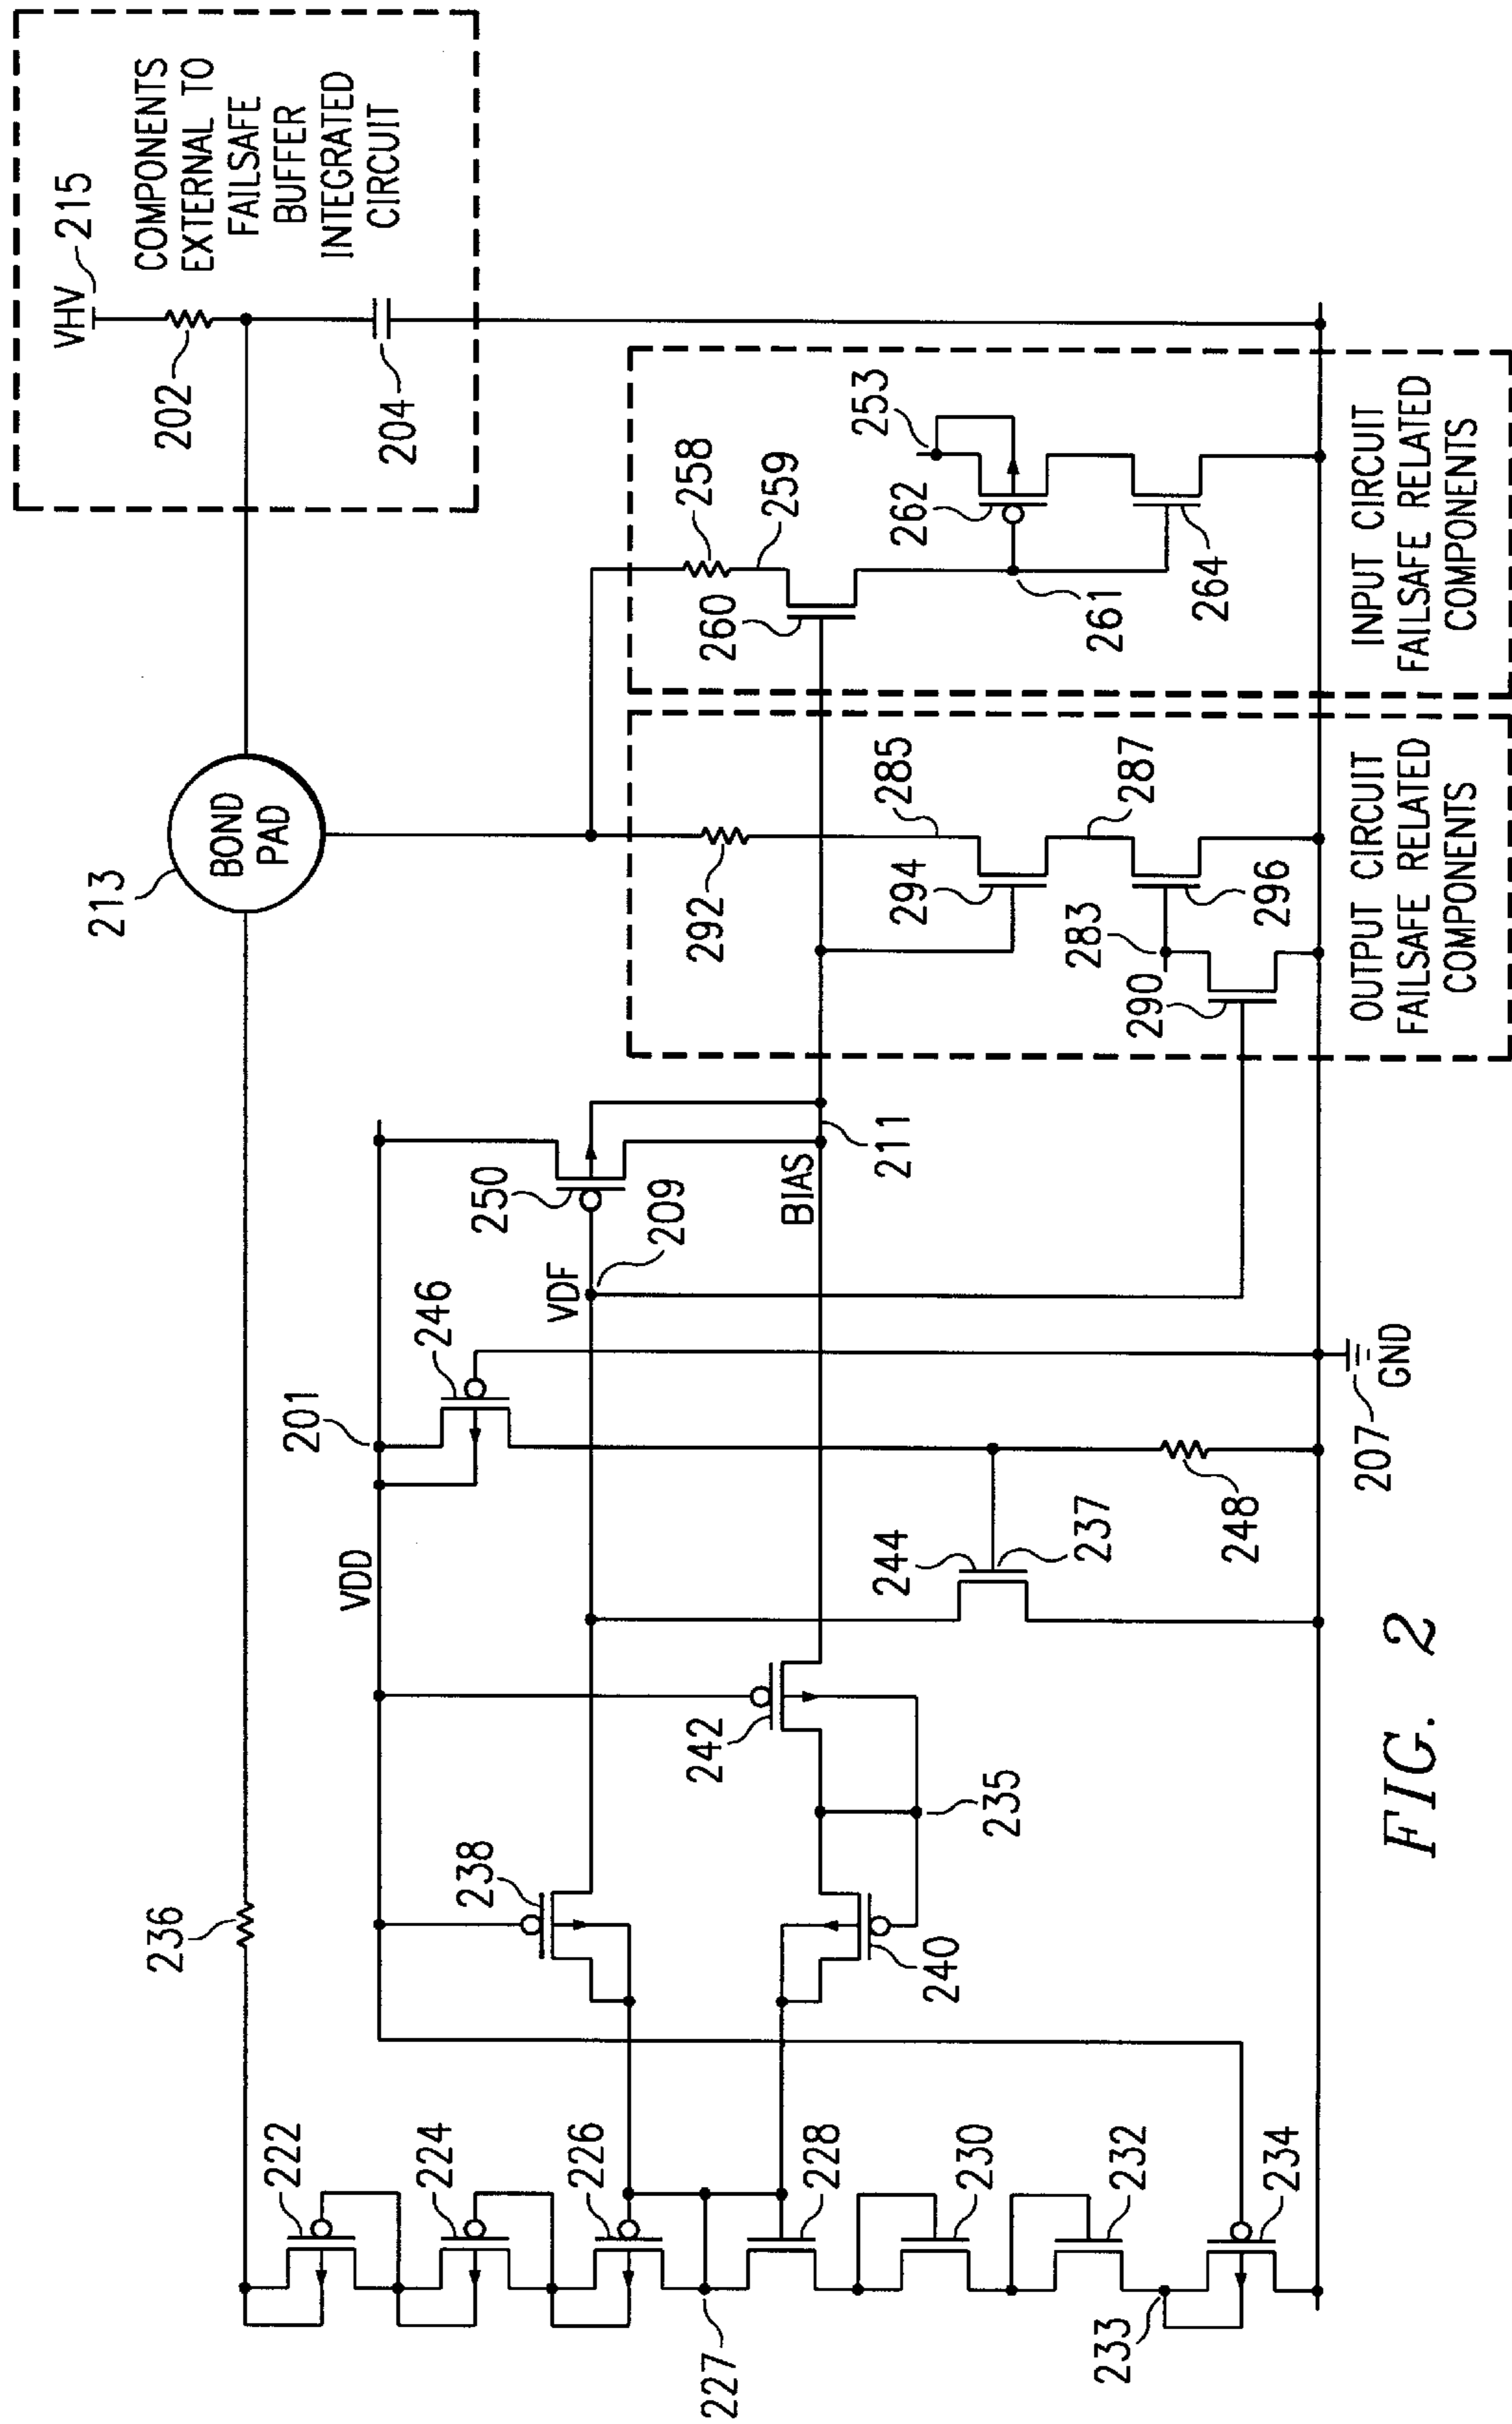 VHV
215
COMPONENTS
EXTERNAL TO
FAILSAFE
BUFFER
INTEGRATED
CIRCUIT
202
204
213
BOND
PAD
236
201
VDD
246
250
VDF
209
BIAS
211
238
242
240
235
244
237
248
207
GND
222
224
226
227
228
230
232
233
234
292
285
294
287
283
290
296
OUTPUT CIRCUIT
FAILSAFE RELATED
COMPONENTS
258
259
260
253
262
261
264
INPUT CIRCUIT
FAILSAFE RELATED
COMPONENTS
FIG. 2